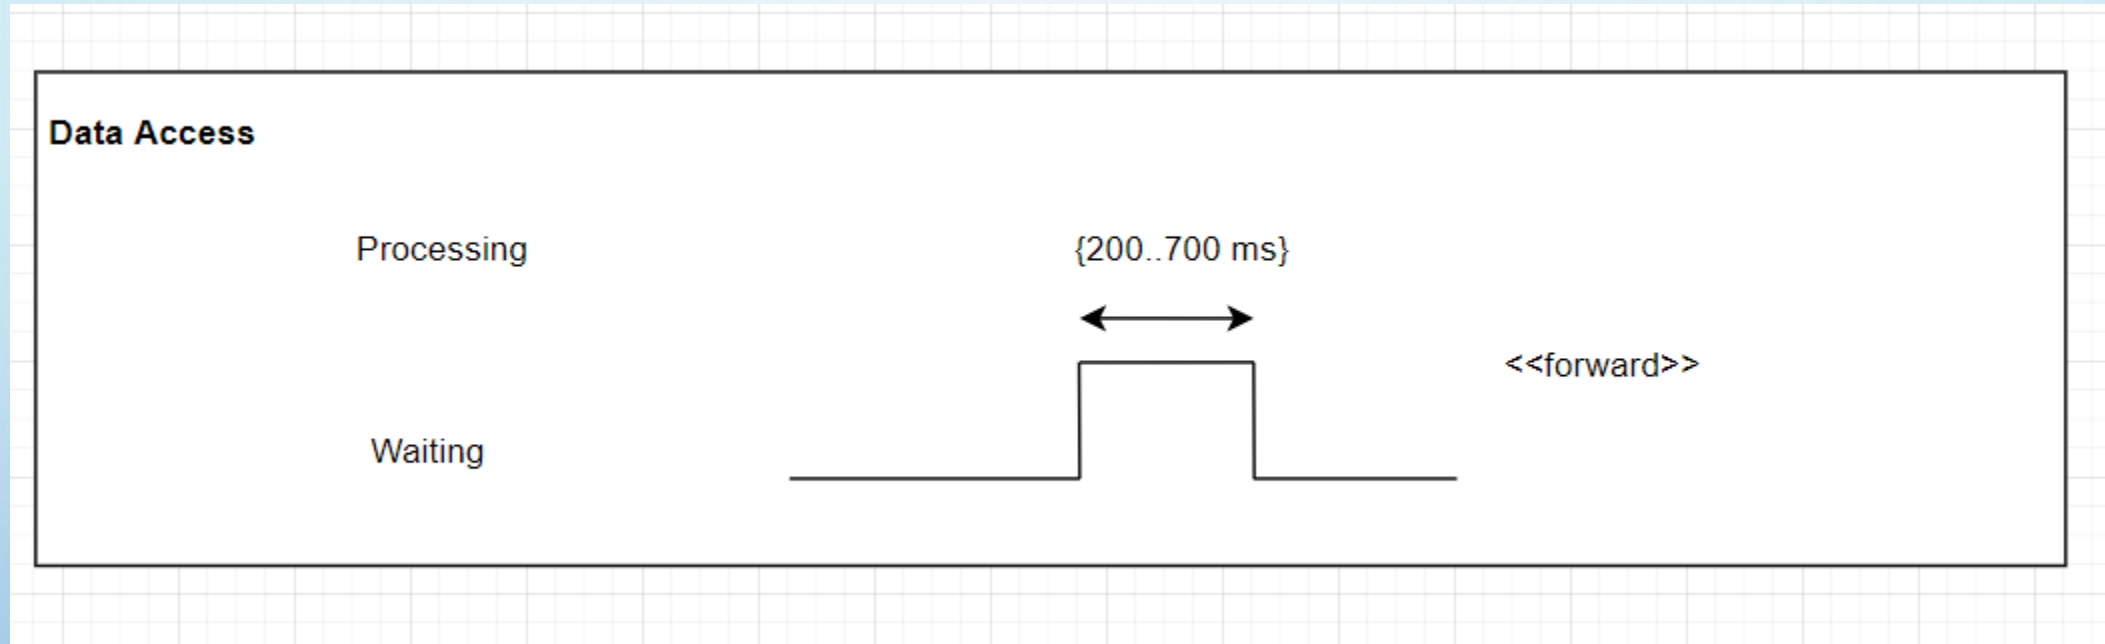 Data Access
Processing
{200..700 ms}
<<forward>>
Waiting